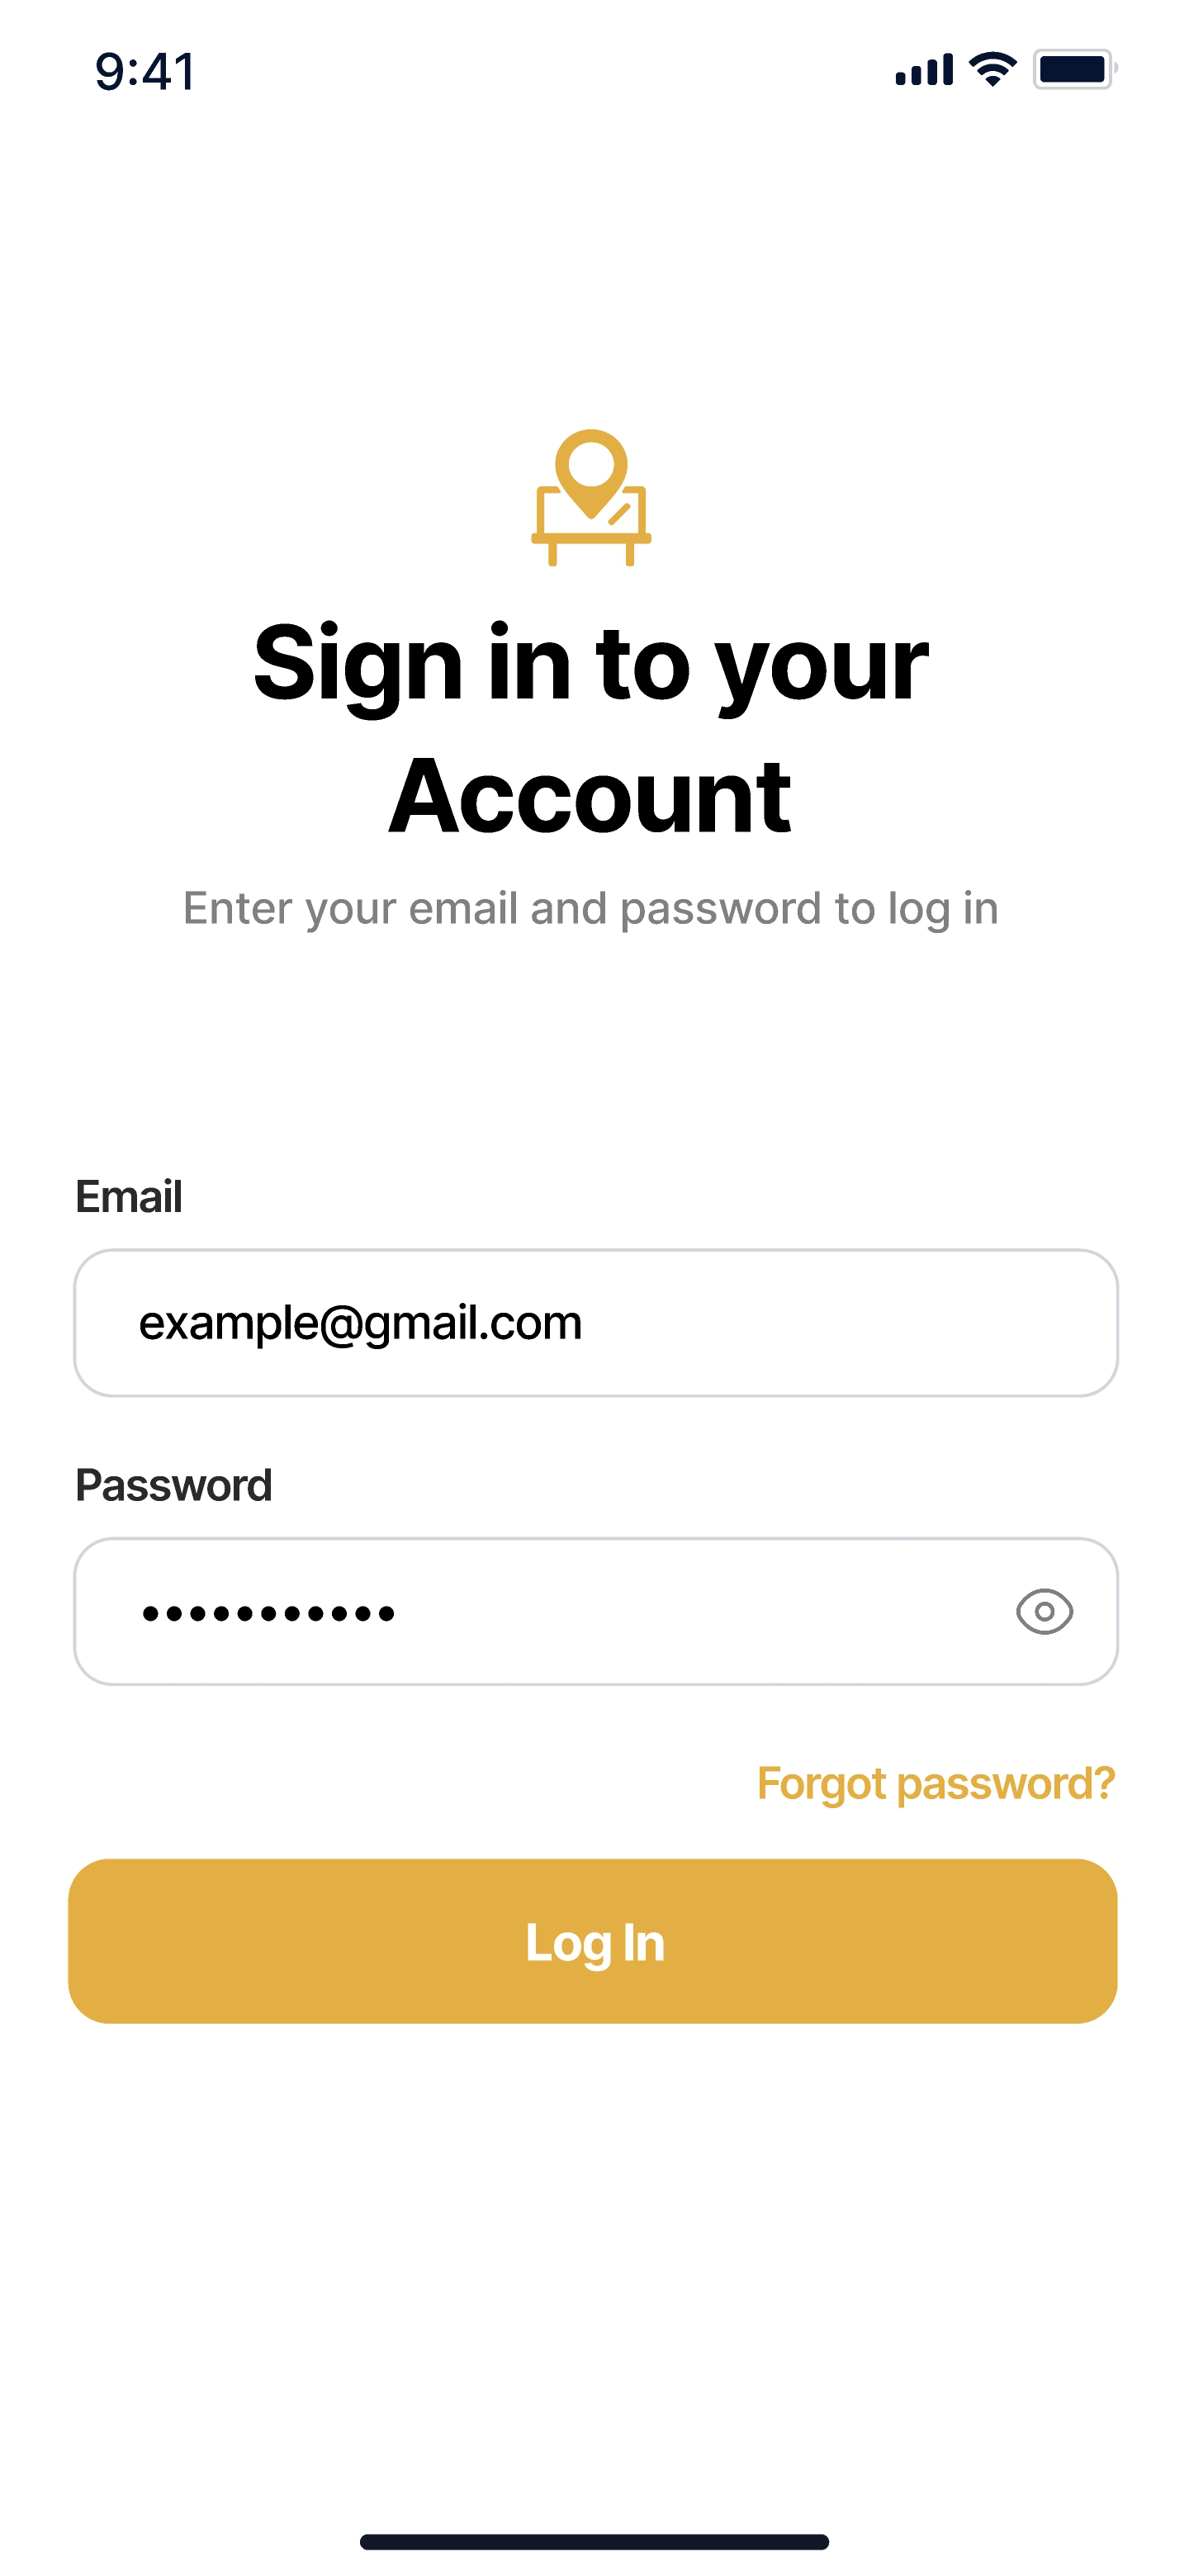 9:41
Sign in to your
Account
Enter your email and password to log in
Email
example@gmail.com
Password
•••••••••••
Forgot password?
Log In